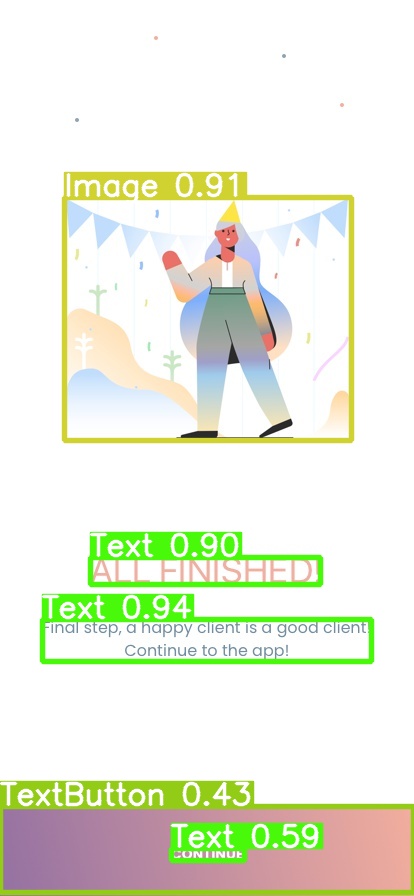 Image 0.91
Text 0.90
ALL FINISHED!
Text 0.94
Final step, a happy client is a good client.
Continue to the app!
TextButton 0.43
Text 0.59
CONTINUE